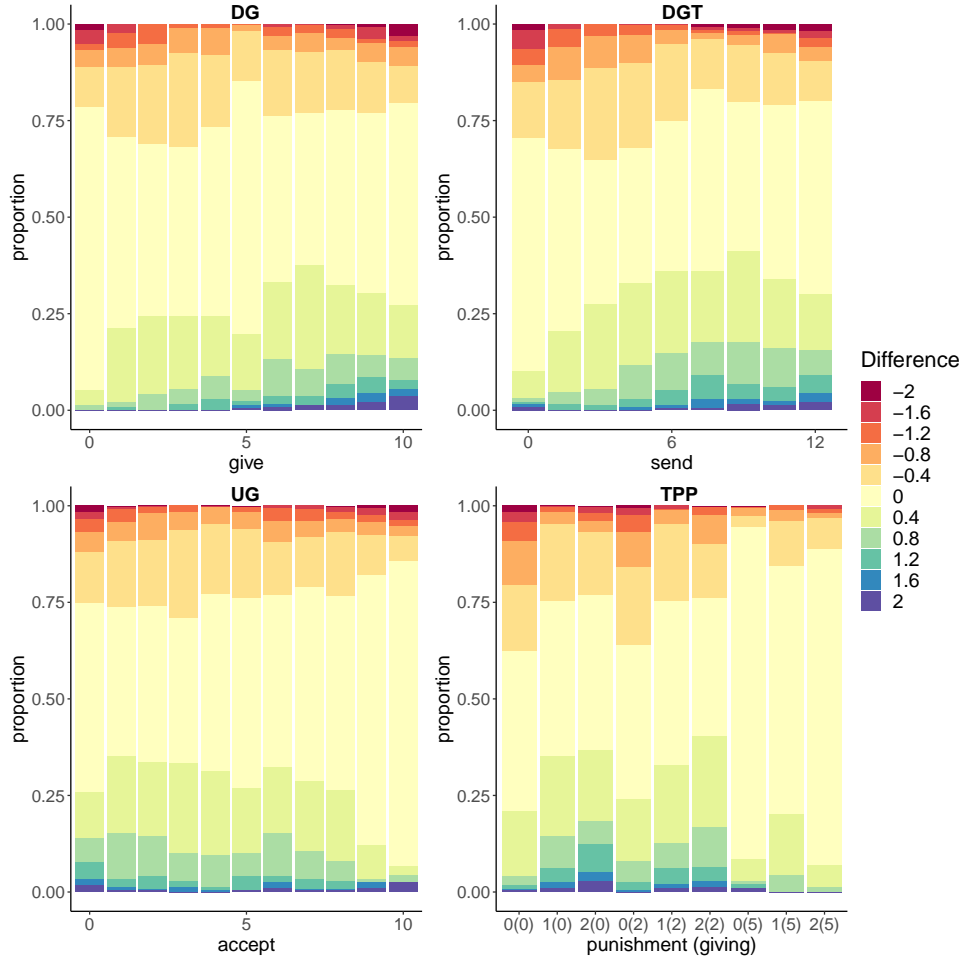 DG
1.00
0.75
0.50
0.25
0.00
proportion
0 5 10
give
DGT
1.00
0.75
0.50
0.25
0.00
proportion
0 6 12
send
UG
1.00
0.75
0.50
0.25
0.00
proportion
0 5 10
accept
TPP
1.00
0.75
0.50
0.25
0.00
proportion
0(0) 1(0) 2(0) 0(2) 1(2) 2(2) 0(5) 1(5) 2(5)
punishment (giving)
Difference
−2
−1.6
−1.2
−0.8
−0.4
0
0.4
0.8
1.2
1.6
2